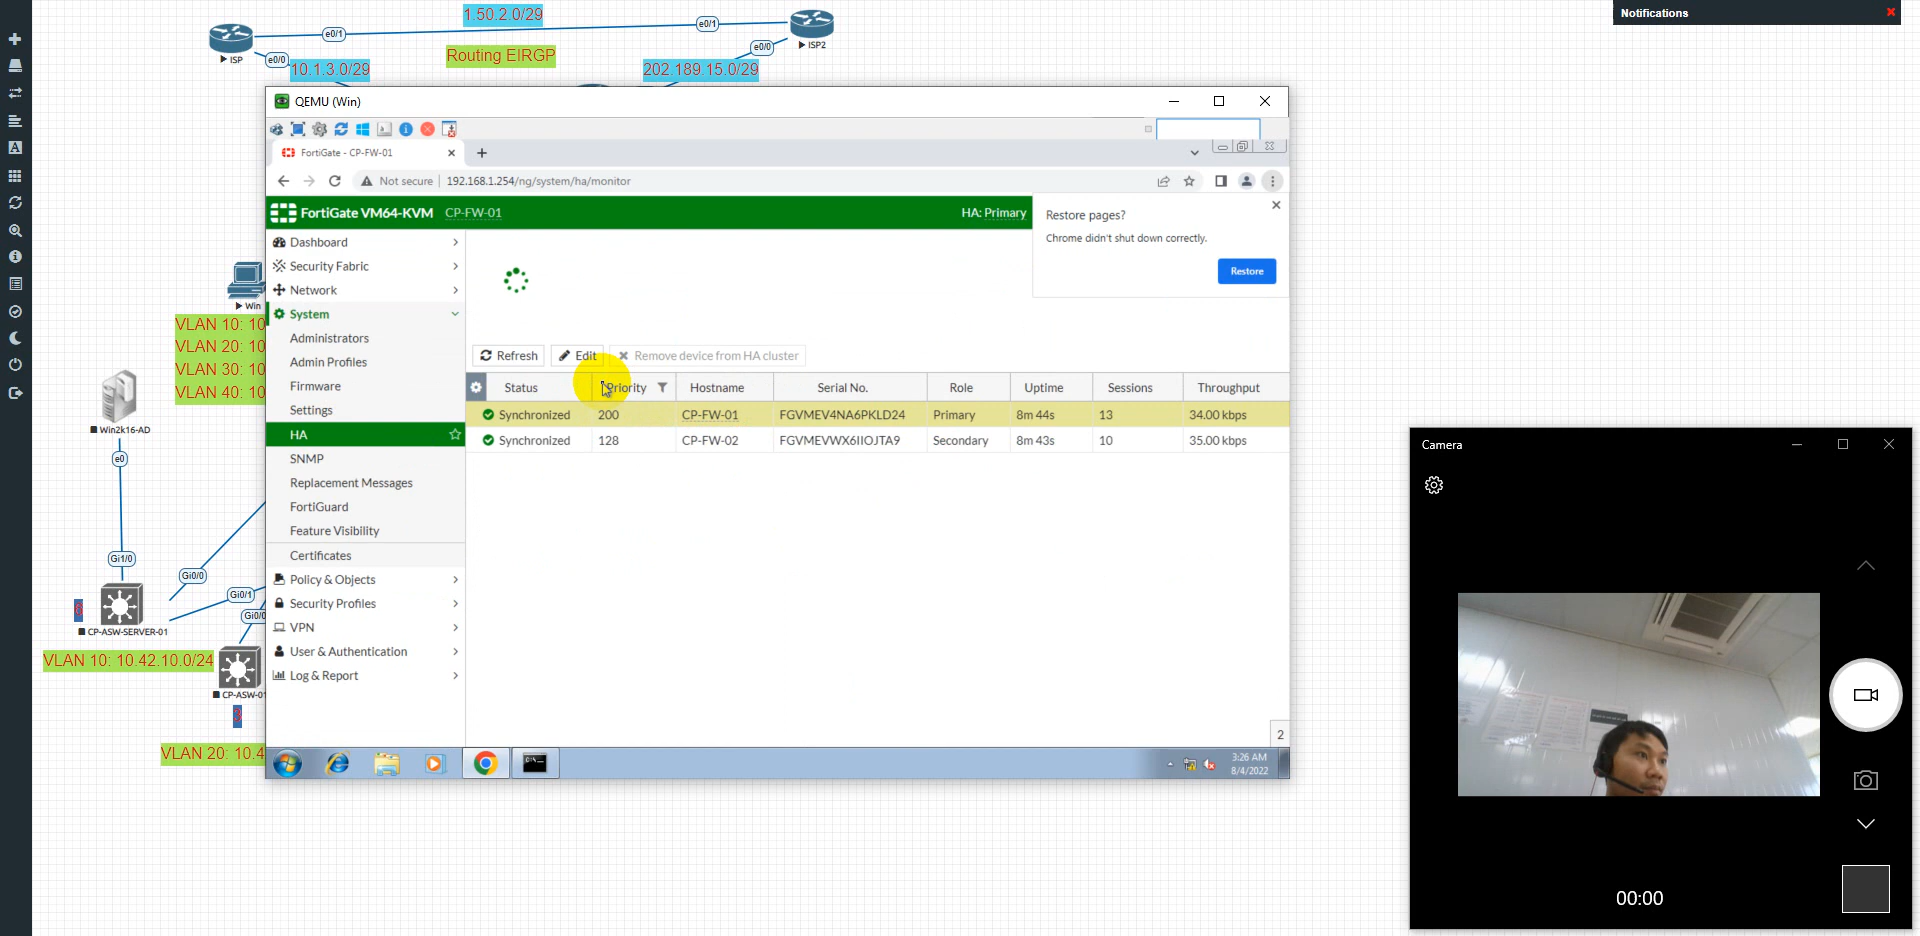 1.50.2.0/29
e0/1
e0/1
ISP
ISP2
e0/0
e0/0
Routing EIRGP
10.1.3.0/29
202.189.15.0/29
Notifications
QEMU (Win)
FortiGate - CP-FW-01
Not secure
192.168.1.254/ng/system/ha/monitor
FortiGate VM64-KVM
CP-FW-01
HA: Primary
Restore pages?
Chrome didn't shut down correctly.
Restore
Dashboard
Security Fabric
Network
System
Administrators
Admin Profiles
Firmware
Settings
HA
SNMP
Replacement Messages
FortiGuard
Feature Visibility
Certificates
Policy & Objects
Security Profiles
VPN
User & Authentication
Log & Report
Refresh
Edit
Remove device from HA cluster
Status Priority Hostname Serial No. Role Uptime Sessions Throughput
Synchronized 200 CP-FW-01 FGVMEV4NA6PKLD24 Primary 8m 44s 13 34.00 kbps
Synchronized 128 CP-FW-02 FGVMEVWX6IIOJTA9 Secondary 8m 43s 10 35.00 kbps
2
3:26 AM
8/4/2022
Win
VLAN 10: 10
VLAN 20: 10
VLAN 30: 10
VLAN 40: 10
Win2k16-AD
e0
Gi1/0
Gi0/0
Gi0/1
CP-ASW-SERVER-01
VLAN 10: 10.42.10.0/24
CP-ASW-01
3
VLAN 20: 10.4
Camera
00:00